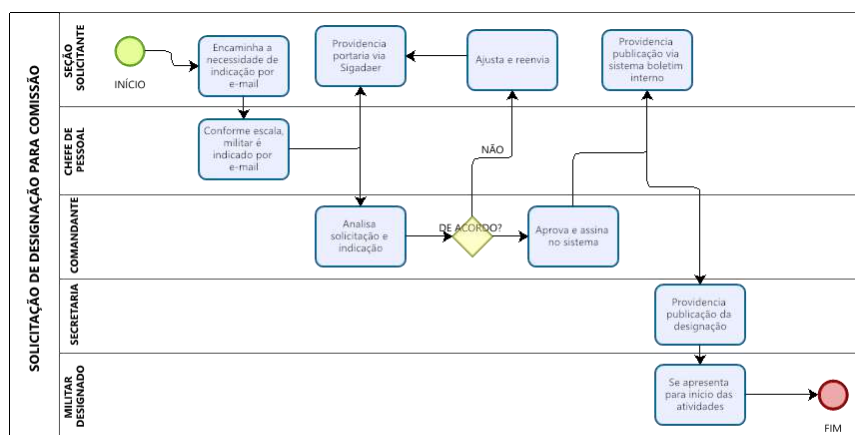 SOLICITAÇÃO DE DESIGNAÇÃO PARA COMISSÃO
SEÇÃO
SOLICITANTE
INÍCIO
Encaminha a
necessidade de
indicação por
e-mail
Providencia
portaria via
Sigadaer
Ajusta e reenvia
Providencia
publicação via
sistema boletim
interno
CHEFE DE
PESSOAL
Conforme escala,
militar é
indicado por
e-mail
NÃO
COMANDANTE
Analisa
solicitação e
indicação
DE ACORDO?
Aprova e assina
no sistema
SECRETARIA
Providencia
publicação da
designação
MILITAR
DESIGNADO
Se apresenta
para início das
atividades
FIM